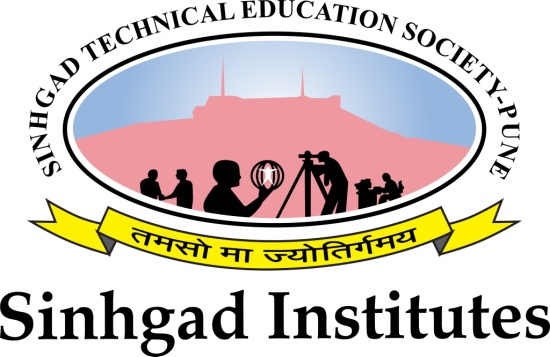 SINHGAD TECHNICAL EDUCATION SOCIETY-PUNE
तमसो मा ज्योतिर्गमय
Sinhgad Institutes